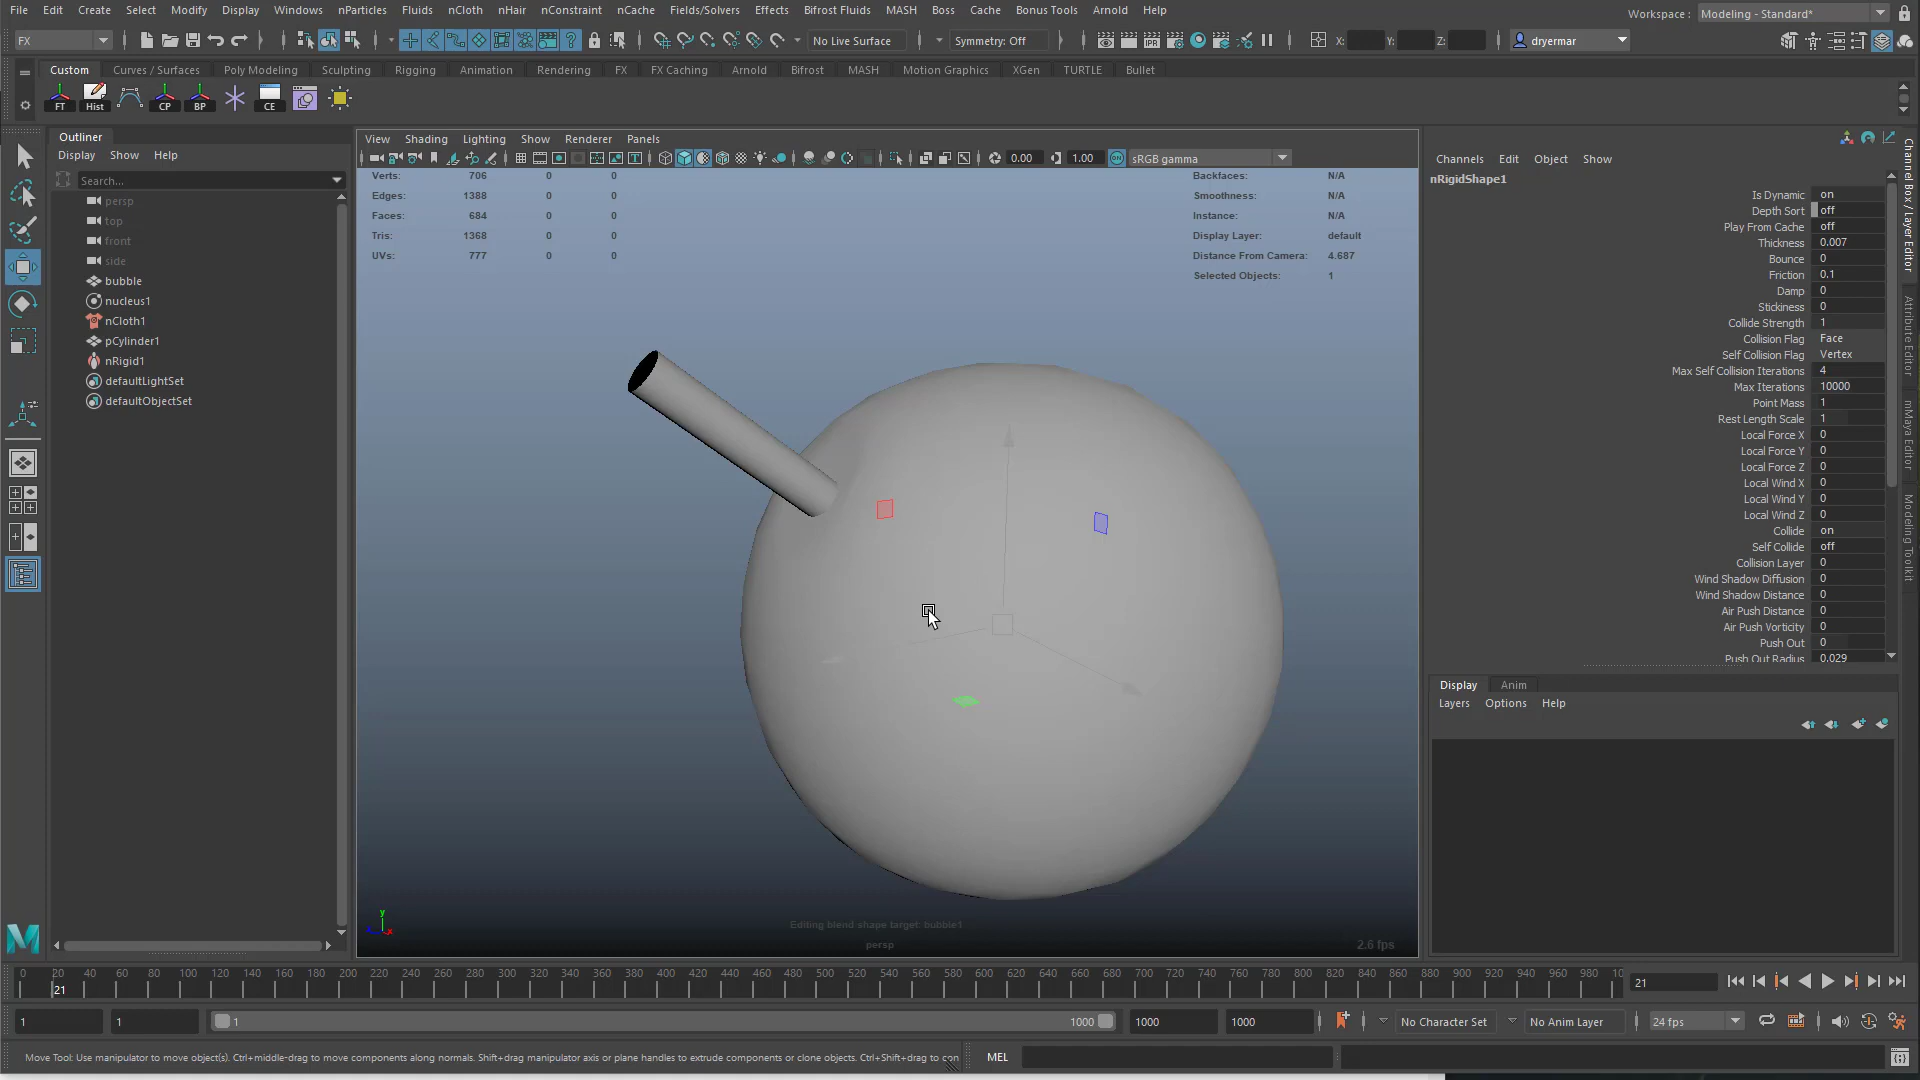 File Edit Create Select Modify Display Windows nParticles Fluids nCloth nHair nConstraint nCache Fields/Solvers Effects Bifrost Fluids MASH Boss Cache Bonus Tools Arnold Help
Workspace : Modeling - Standard*
FX No Live Surface Symmetry: Off X: Y: Z: dryermar
Custom Curves / Surfaces Poly Modeling Sculpting Rigging Animation Rendering FX FX Caching Arnold Bifrost MASH Motion Graphics XGen TURTLE Bullet
FT Hist CP BP CE
Outliner
Display Show Help
Search...
persp
top
front
side
bubble
nucleus1
nCloth1
pCylinder1
nRigid1
defaultLightSet
defaultObjectSet
View Shading Lighting Show Renderer Panels
0.00 1.00 ON sRGB gamma
Verts: 706 0 0
Edges: 1388 0 0
Faces: 684 0 0
Tris: 1368 0 0
UVs: 777 0 0
Backfaces: N/A
Smoothness: N/A
Instance: N/A
Display Layer: default
Distance From Camera: 4.687
Selected Objects: 1
y
x
Editing blend shape target: bubble1
persp
2.6 fps
Channels Edit Object Show
nRigidShape1
Is Dynamic on
Depth Sort off
Play From Cache off
Thickness 0.007
Bounce 0
Friction 0.1
Damp 0
Stickiness 0
Collide Strength 1
Collision Flag Face
Self Collision Flag Vertex
Max Self Collision Iterations 4
Max Iterations 10000
Point Mass 1
Rest Length Scale 1
Local Force X 0
Local Force Y 0
Local Force Z 0
Local Wind X 0
Local Wind Y 0
Local Wind Z 0
Collide on
Self Collide off
Collision Layer 0
Wind Shadow Diffusion 0
Wind Shadow Distance 0
Air Push Distance 0
Air Push Vorticity 0
Push Out 0
Push Out Radius 0.029
Channel Box / Layer Editor
Attribute Editor
mMaya Editor
Modeling Toolkit
Display Anim
Layers Options Help
0 20 40 60 80 100 120 140 160 180 200 220 240 260 280 300 320 340 360 380 400 420 440 460 480 500 520 540 560 580 600 620 640 660 680 700 720 740 760 780 800 820 840 860 880 900 920 940 960 980 10
21
21
1 1 1 1000 1000 1000 No Character Set No Anim Layer 24 fps
Move Tool: Use manipulator to move object(s). Ctrl+middle-drag to move components along normals. Shift+drag manipulator axis or plane handles to extrude components or clone objects. Ctrl+Shift+drag to con
MEL